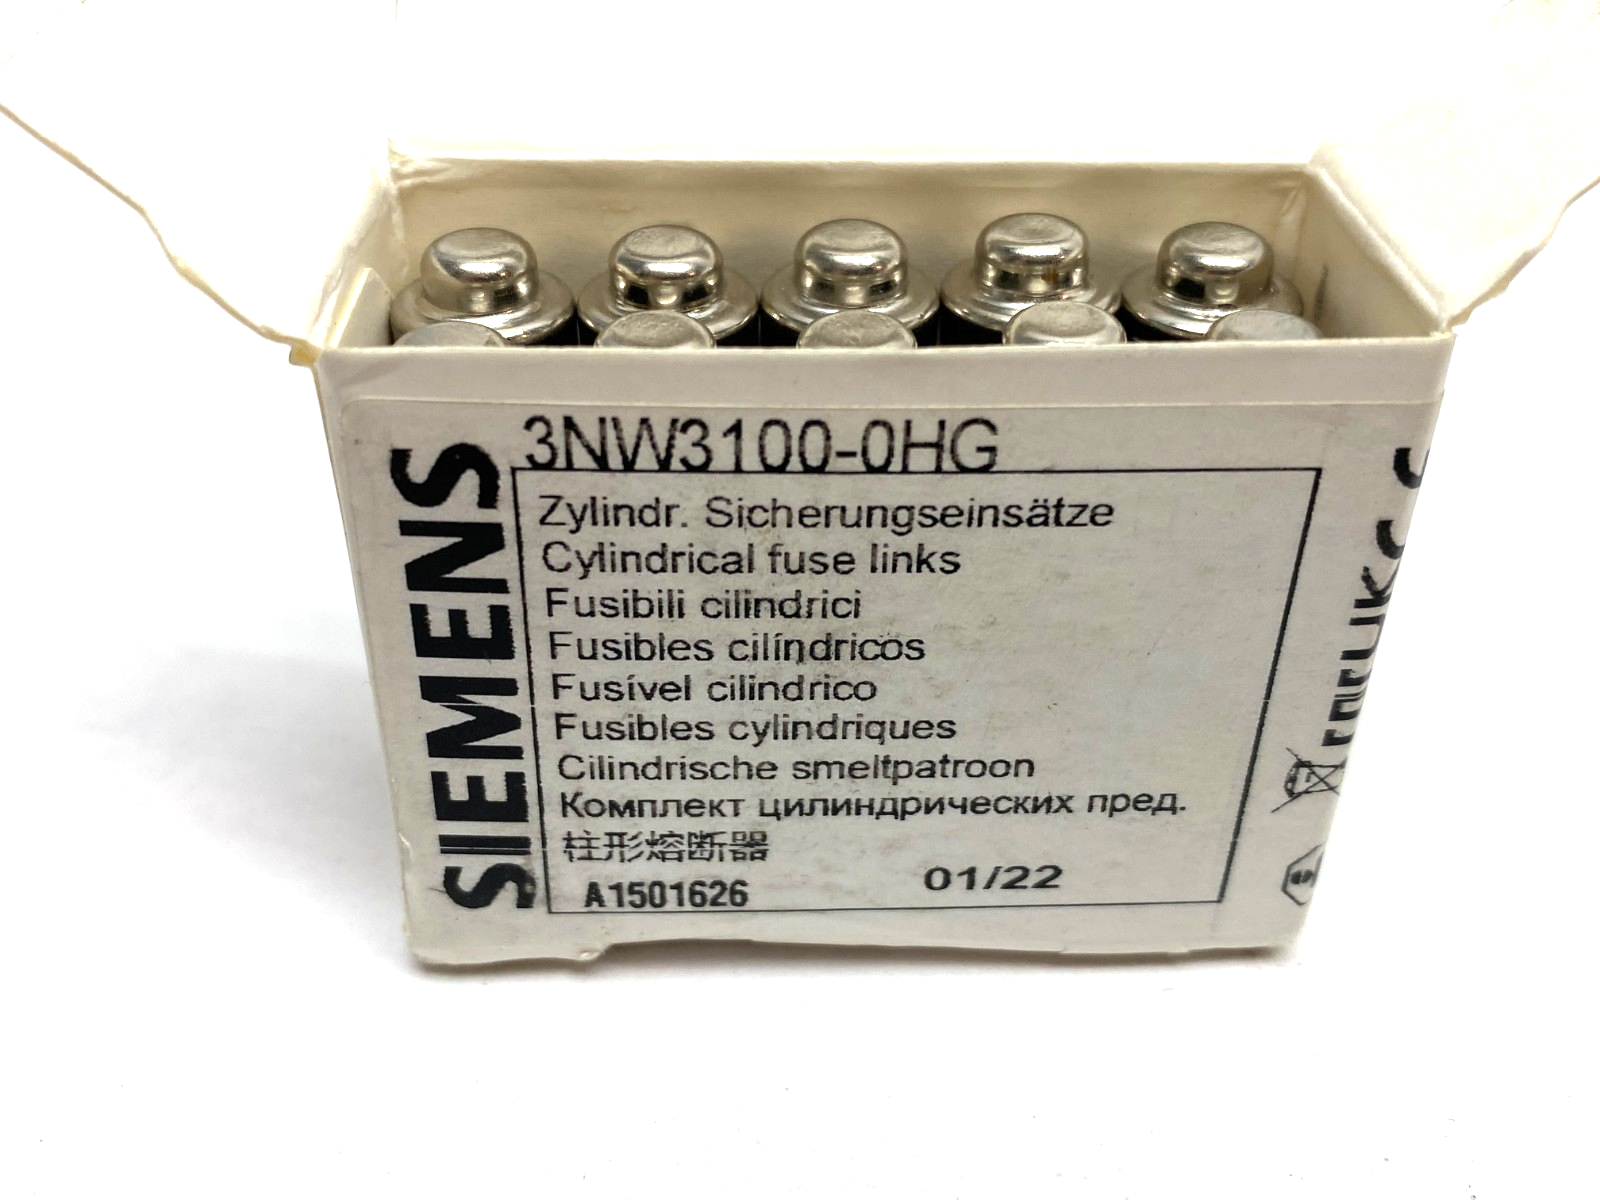 3NW3100-0HG
SIEMENS
Zylindr. Sicherungseinsätze
Cylindrical fuse links
Fusibili cilindrici
Fusibles cilíndricos
Fusível cilindrico
Fusibles cylindriques
Cilindrische smeltpatroon
Комплект цилиндрических пред.
柱形熔断器
A1501626
01/22